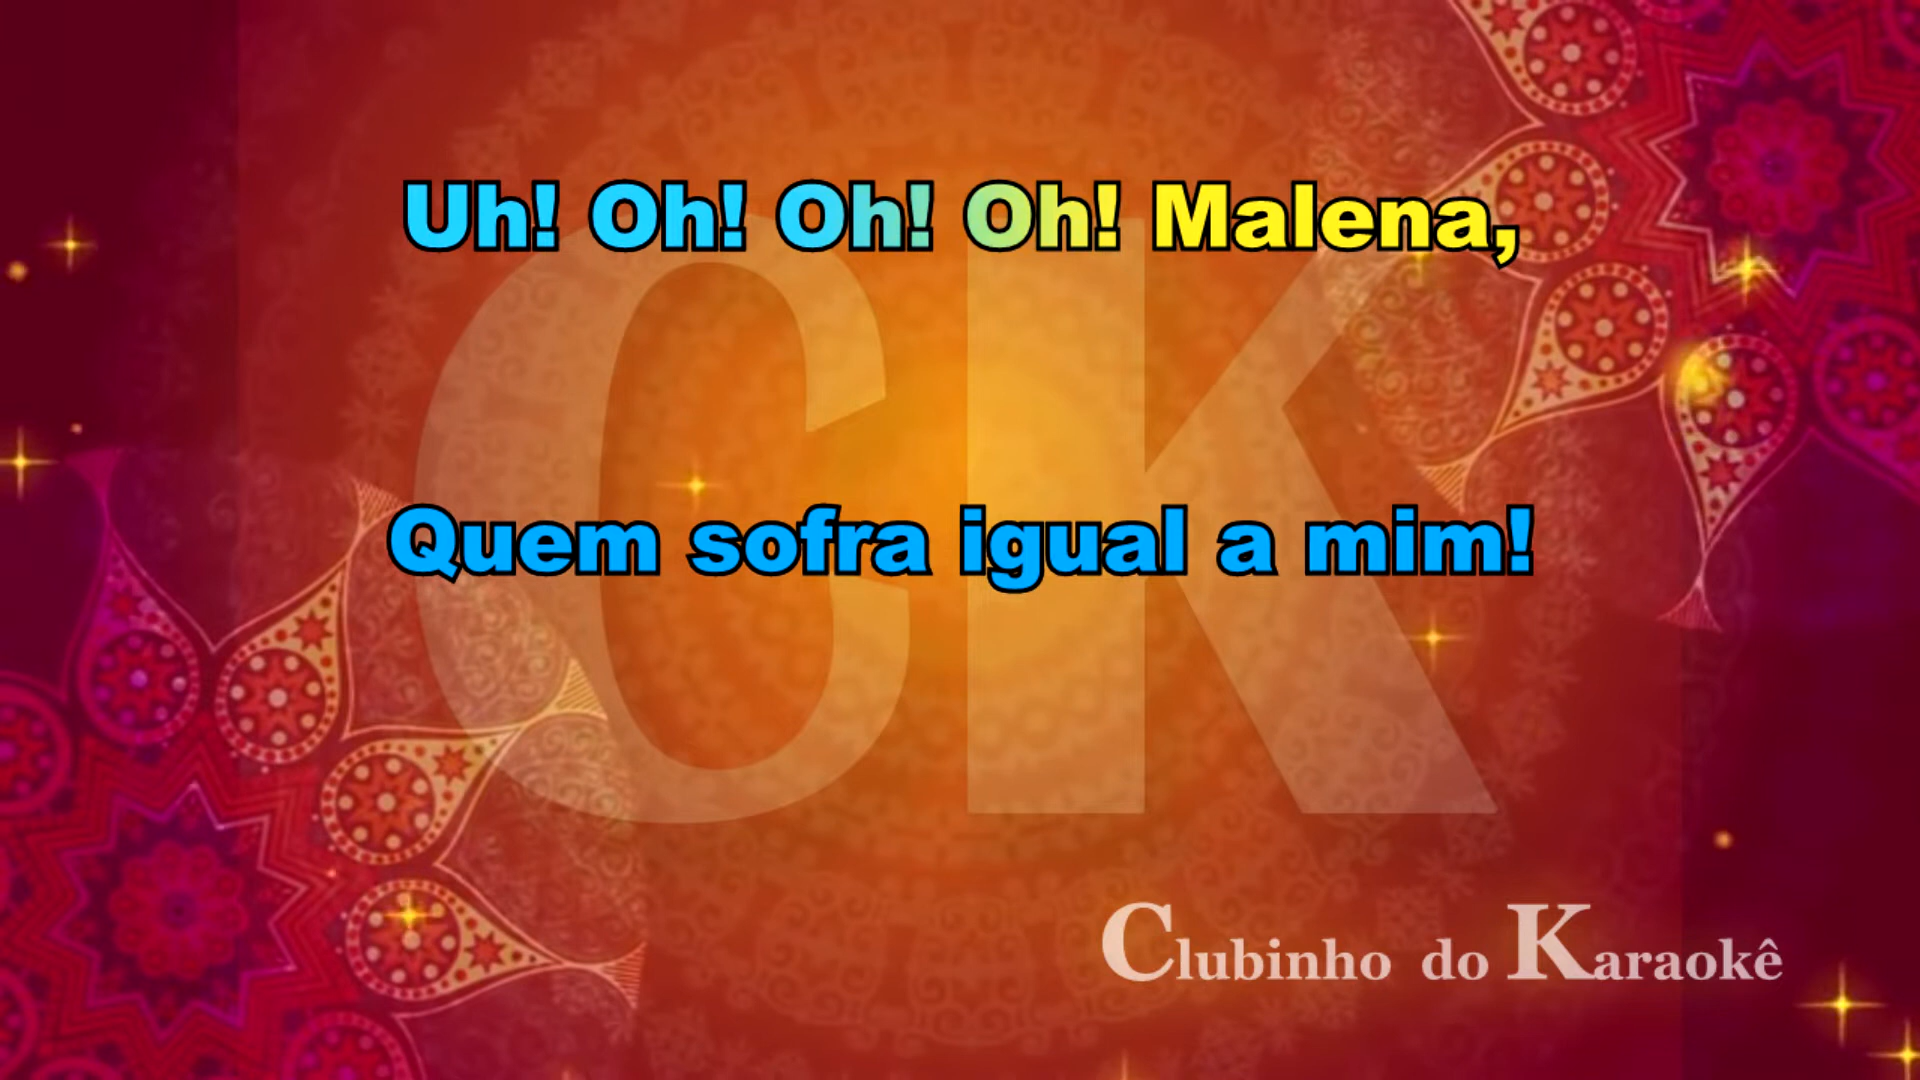 Uh! Oh! Oh! Oh! Malena,
Quem sofra igual a mim!
CK
Clubinho do Karaokê